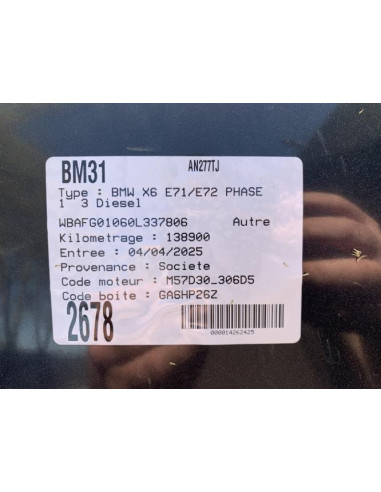 BM31 AN277TJ
Type : BMW X6 E71/E72 PHASE
1 3 Diesel
WBAFG01060L337806 Autre
Kilometrage : 138900
Entree : 04/04/2025
Provenance : Societe
Code moteur : M57D30_306D5
Code boite : GA6HP26Z
2678
000014262425